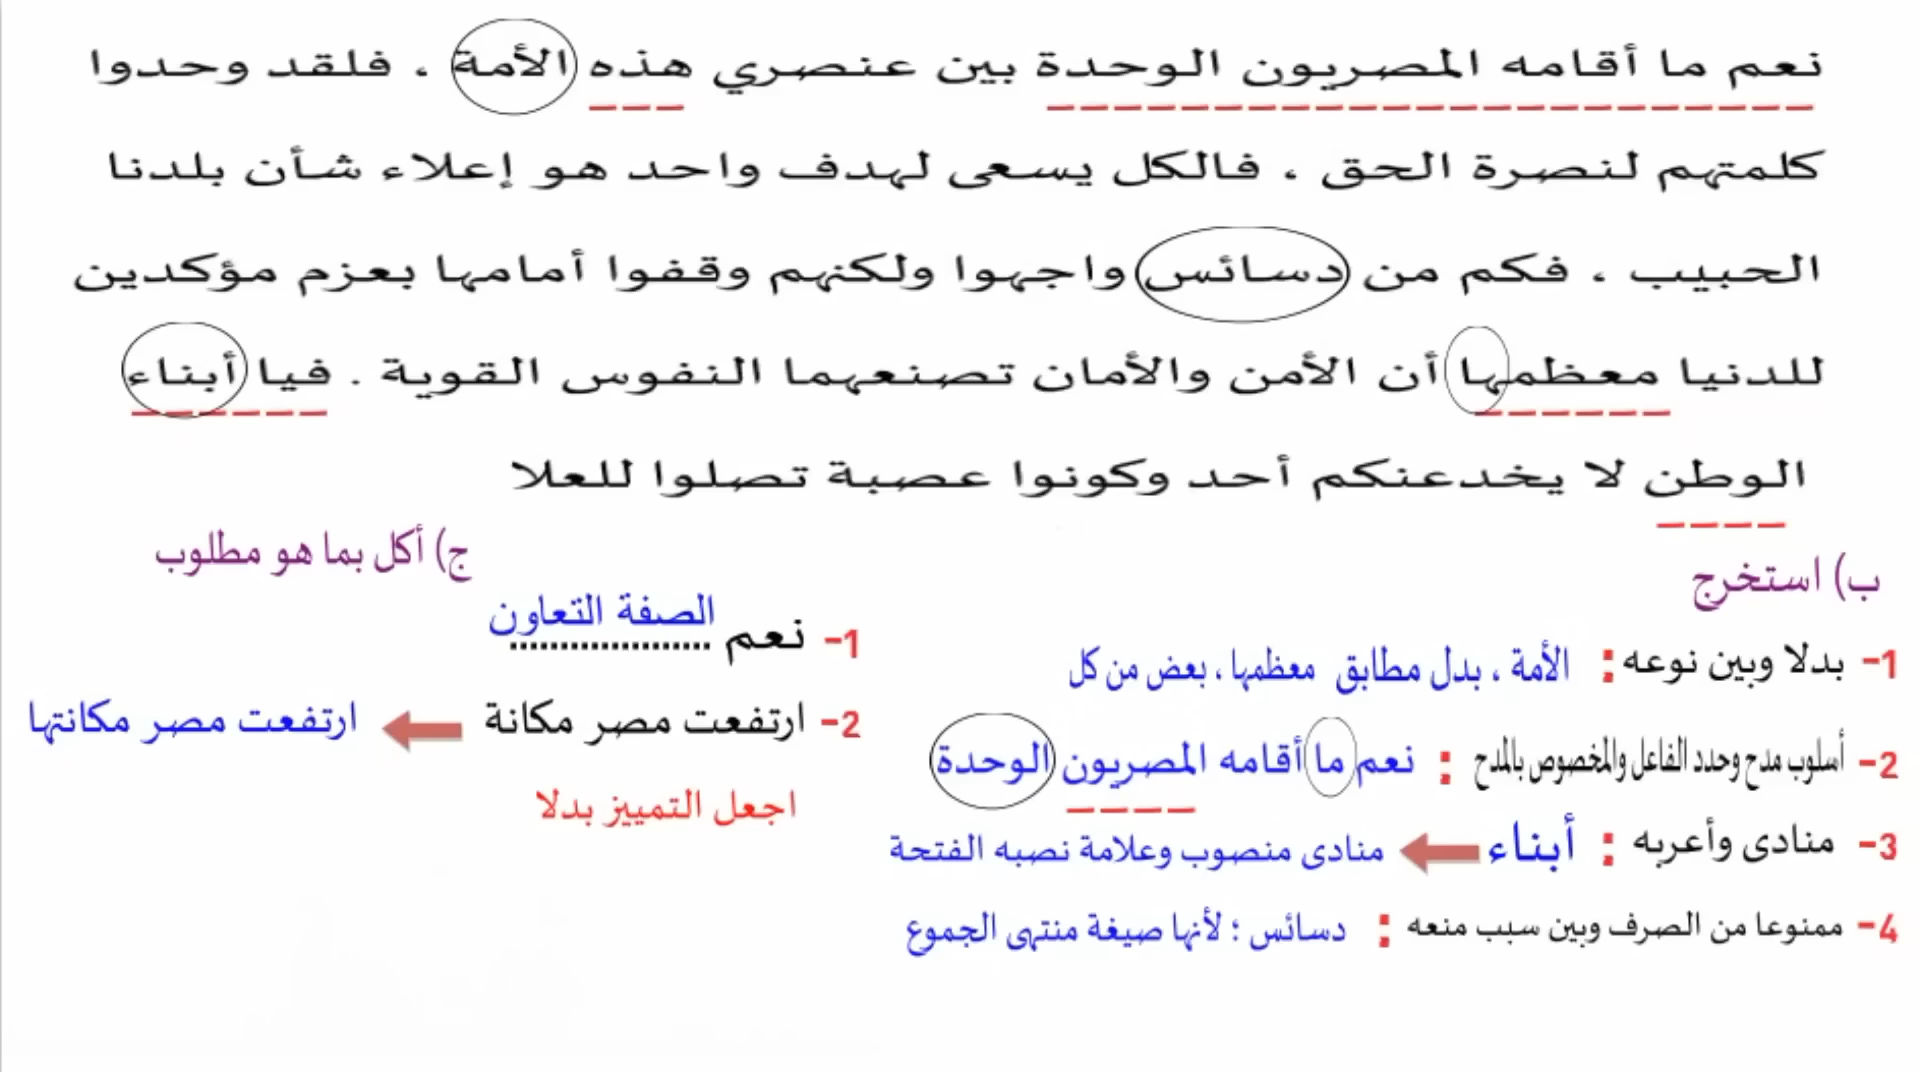 نعم ما أقامه المصريون الوحدة بين عنصري هذه الأمة ، فلقد وحدوا
كلمتهم لنصرة الحق ، فالكل يسعى لهدف واحد هو إعلاء شأن بلدنا
الحبيب ، فكم من دسائس واجهوا ولكنهم وقفوا أمامها بعزم مؤكدين
للدنيا معظمها أن الأمن والأمان تصنعهما النفوس القوية . فيا أبناء
الوطن لا يخدعنكم أحد وكونوا عصبة تصلوا للعلا
ب) استخرج
1- بدلا وبين نوعه : الأمة ، بدل مطابق معظمها ، بعض من كل
2- أسلوب مدح وحدد الفاعل والمخصوص بالمدح : نعم ما أقامه المصريون الوحدة
3- منادى وأعربه : أبناء منادى منصوب وعلامة نصبه الفتحة
4- ممنوعا من الصرف وبين سبب منعه : دسائس ؛ لأنها صيغة منتهى الجموع
ج) أكل بما هو مطلوب
1- نعم .................... الصفة التعاون
2- ارتفعت مصر مكانة ارتفعت مصر مكانتها
اجعل التمييز بدلا